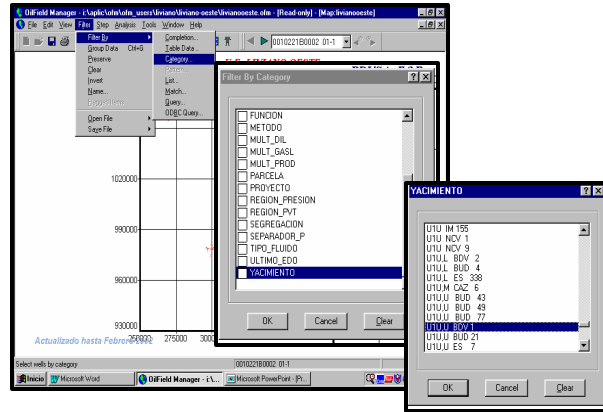 OilField Manager - i:\aplic\ofm\ofm_users\liviano\liviano-oeste\livianooeste.ofm - [Read-only] - [Map:livianooeste]
File Edit View Filter Step Analysis Tools Window Help
0010221B0002 01-1
Filter By
Group Data Ctrl+G
Preserve
Clear
Invert
Name...
Open File
Save File
Completion...
Table Data...
Category...
List...
Match...
Query...
ODBC Query...
1020000
990000
960000
930000
250000 275000
Actualizado hasta Febrero 2002
Select wells by category
0010221B0002 01-1
Inicio Microsoft Word OilField Manager - i:\... Microsoft PowerPoint - [Pr...
Filter By Category
FUNCION
METODO
MULT_DIL
MULT_GASL
MULT_PROD
PARCELA
PROYECTO
REGION_PRESION
REGION_PVT
SEGREGACION
SEPARADOR_P
TIPO_FLUIDO
ULTIMO_EDO
YACIMIENTO
OK Cancel Clear
YACIMIENTO
U1U IM 155
U1U NCV 1
U1U NCV 9
U1U,L BDV 2
U1U,L BUD 4
U1U,L ES 338
U1U,M CAZ 6
U1U,U BUD 43
U1U,U BUD 49
U1U,U BUD 77
U1U,U BDV 1
U1U,U BUD 21
U1U,U ES 7
OK Cancel Clear